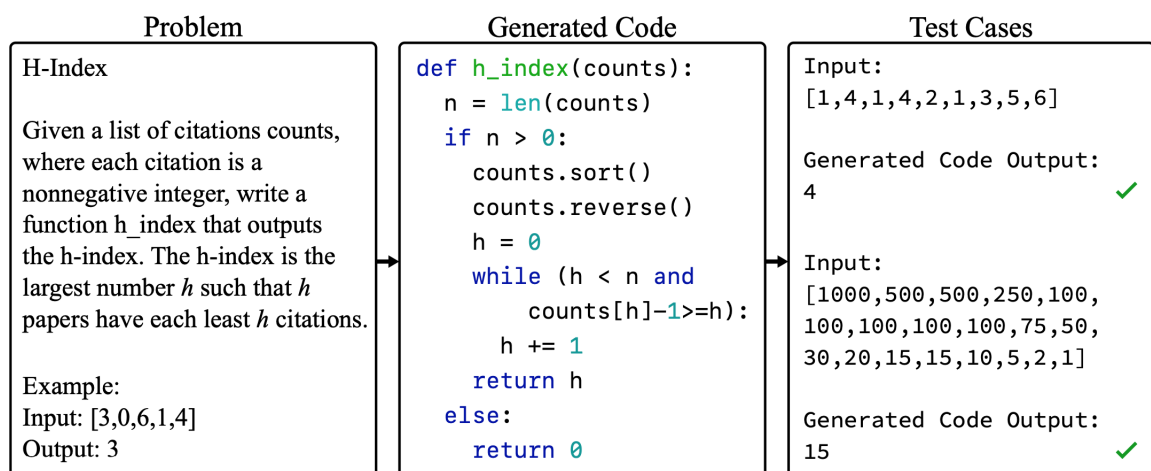 Problem
H-Index
Given a list of citations counts,
where each citation is a
nonnegative integer, write a
function h_index that outputs
the h-index. The h-index is the
largest number h such that h
papers have each least h citations.
Example:
Input: [3,0,6,1,4]
Output: 3
Generated Code
def h_index(counts):
n = len(counts)
if n > 0:
counts.sort()
counts.reverse()
h = 0
while (h < n and
counts[h]-1>=h):
h += 1
return h
else:
return 0
Test Cases
Input:
[1,4,1,4,2,1,3,5,6]
Generated Code Output:
4
Input:
[1000,500,500,250,100,
100,100,100,100,75,50,
30,20,15,15,10,5,2,1]
Generated Code Output:
15